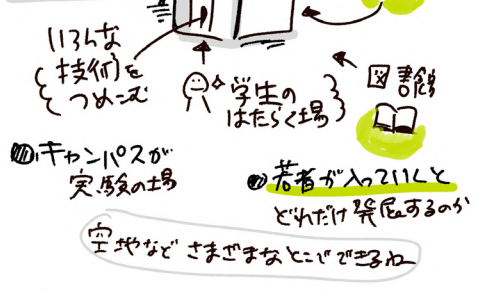 いろんな
技術を
つめこむ
学生の
はたらく場
図書館
キャンパスが
実験の場
若者が入っていくと
どれだけ発展するのか
空地など さまざまなとこでできるね